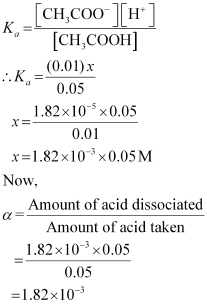 Kₐ = [CH₃COO⁻][H⁺] / [CH₃COOH]
∴ Kₐ = (0.01)x / 0.05
x = 1.82×10⁻⁵×0.05 / 0.01
x = 1.82×10⁻³×0.05 M
Now,
α = Amount of acid dissociated / Amount of acid taken
= 1.82×10⁻³×0.05 / 0.05
= 1.82×10⁻³